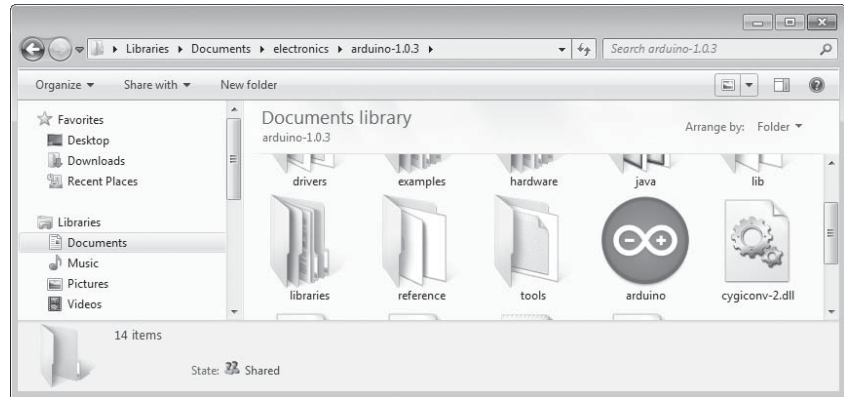 Libraries Documents electronics arduino-1.0.3
Search arduino-1.0.3
Organize Share with New folder
Favorites
Desktop
Downloads
Recent Places
Libraries
Documents
Music
Pictures
Videos
Documents library
arduino-1.0.3
Arrange by: Folder
drivers examples hardware java lib
libraries reference tools arduino cygiconv-2.dll
14 items
State: Shared